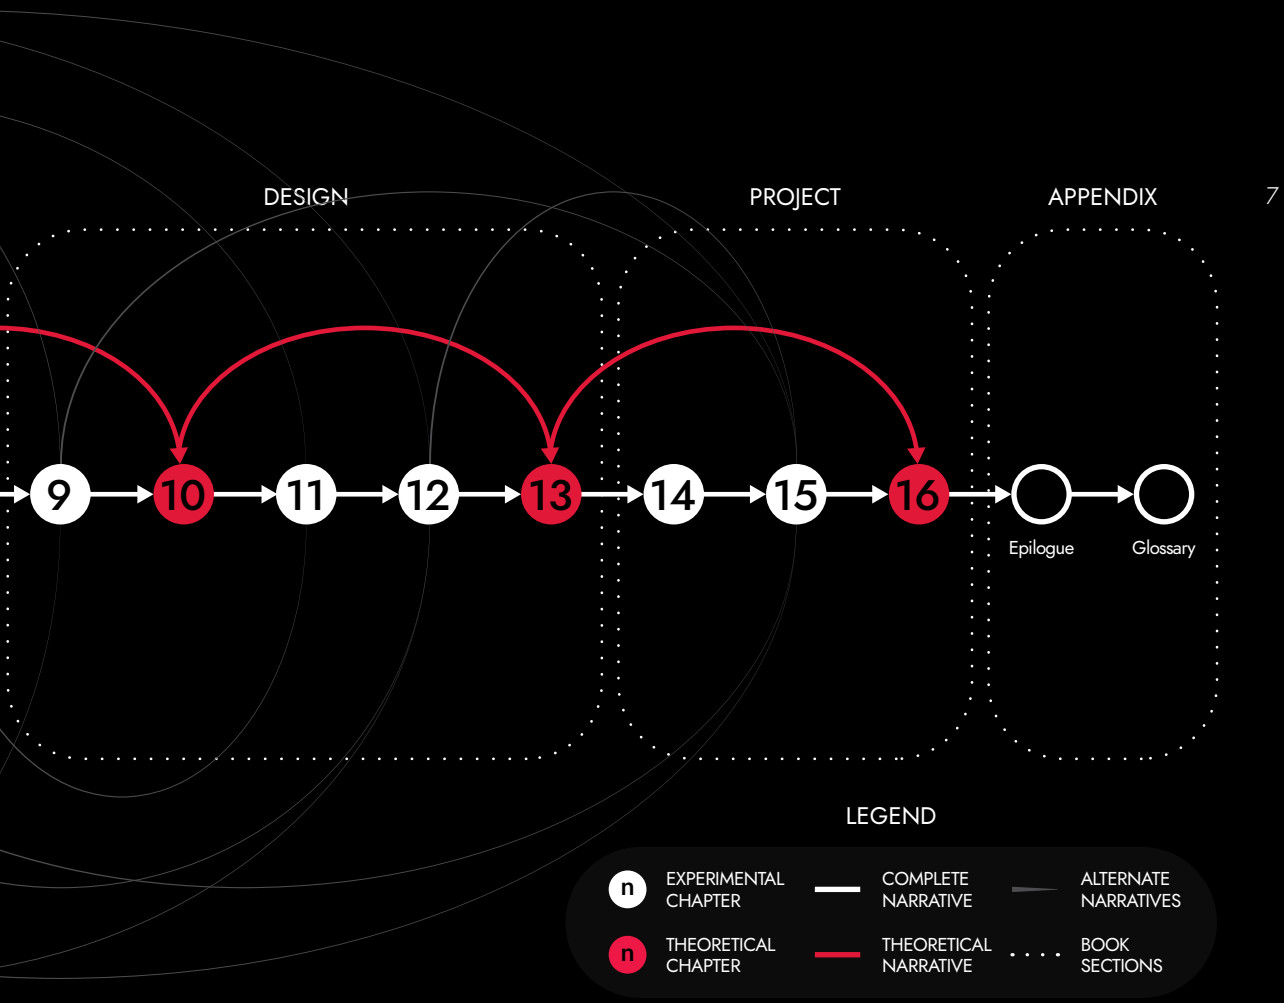 DESIGN
PROJECT
APPENDIX
7
9
10
11
12
13
14
15
16
Epilogue
Glossary
LEGEND
n
EXPERIMENTAL
CHAPTER
COMPLETE
NARRATIVE
ALTERNATE
NARRATIVES
n
THEORETICAL
CHAPTER
THEORETICAL
NARRATIVE
BOOK
SECTIONS